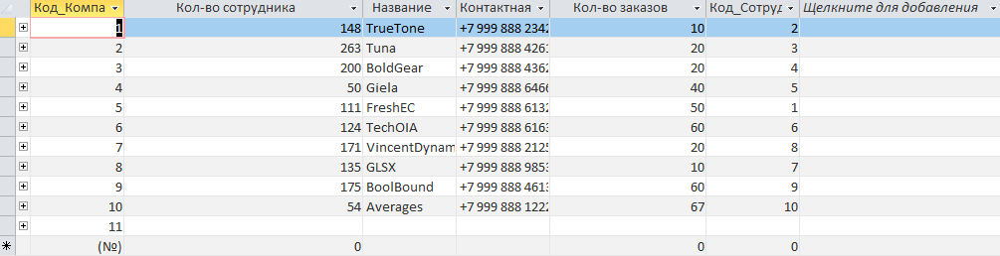 Код_Компа Кол-во сотрудника Название Контактная Кол-во заказов Код_Сотруд Щелкните для добавления
1 148 TrueTone +7 999 888 2342 10 2
2 263 Tuna +7 999 888 4261 20 3
3 200 BoldGear +7 999 888 4362 20 4
4 50 Giela +7 999 888 6466 40 5
5 111 FreshEC +7 999 888 6132 50 1
6 124 TechOIA +7 999 888 6163 60 6
7 171 VincentDynam +7 999 888 2125 20 8
8 135 GLSX +7 999 888 9853 10 7
9 175 BoolBound +7 999 888 4613 60 9
10 54 Averages +7 999 888 1222 67 10
11
(№) 0 0 0